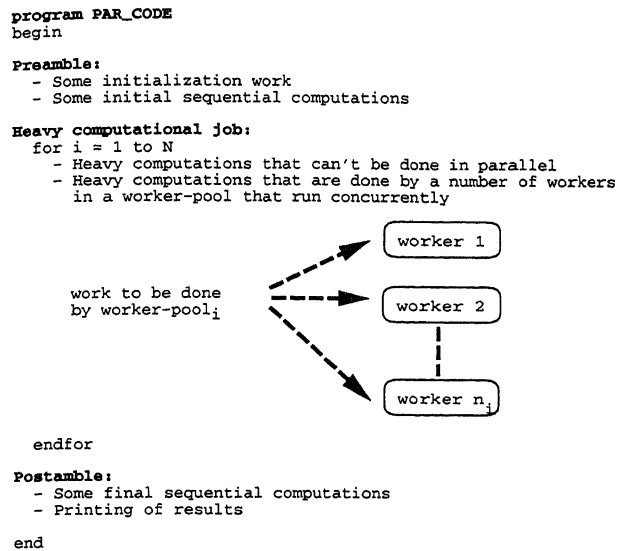 program PAR_CODE
begin
Preamble:
- Some initialization work
- Some initial sequential computations
Heavy computational job:
for i = 1 to N
- Heavy computations that can't be done in parallel
- Heavy computations that are done by a number of workers
in a worker-pool that run concurrently
worker 1
work to be done
by worker-pooli
worker 2
worker ni
endfor
Postamble:
- Some final sequential computations
- Printing of results
end